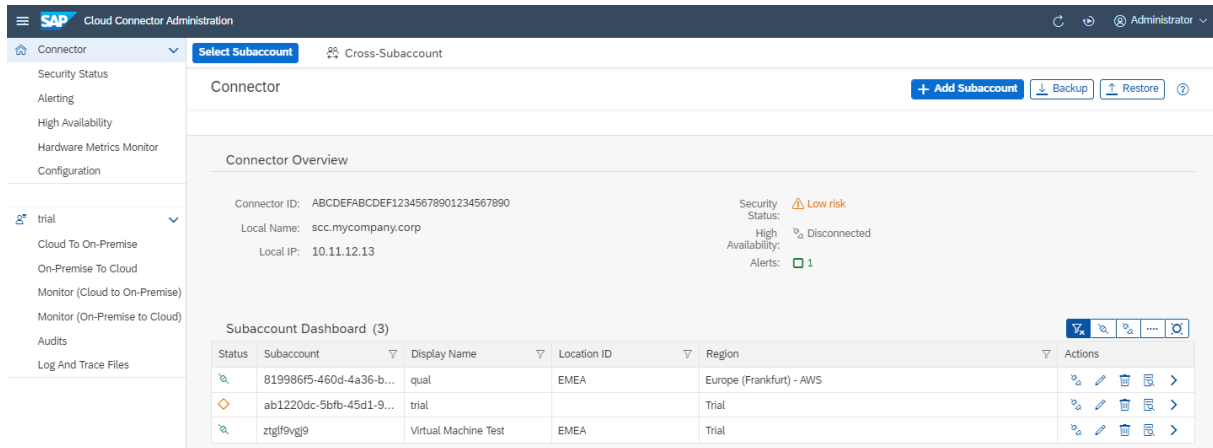 SAP Cloud Connector Administration
Administrator
Connector
Security Status
Alerting
High Availability
Hardware Metrics Monitor
Configuration
trial
Cloud To On-Premise
On-Premise To Cloud
Monitor (Cloud to On-Premise)
Monitor (On-Premise to Cloud)
Audits
Log And Trace Files
Select Subaccount Cross-Subaccount
Connector + Add Subaccount Backup Restore
Connector Overview
Connector ID: ABCDEFABCDEF12345678901234567890
Local Name: scc.mycompany.corp
Local IP: 10.11.12.13
Security Status: Low risk
High Availability: Disconnected
Alerts: 1
Subaccount Dashboard (3)
Status Subaccount Display Name Location ID Region Actions
819986f5-460d-4a36-b... qual EMEA Europe (Frankfurt) - AWS
ab1220dc-5bfb-45d1-9... trial Trial
ztglf9vgj9 Virtual Machine Test EMEA Trial